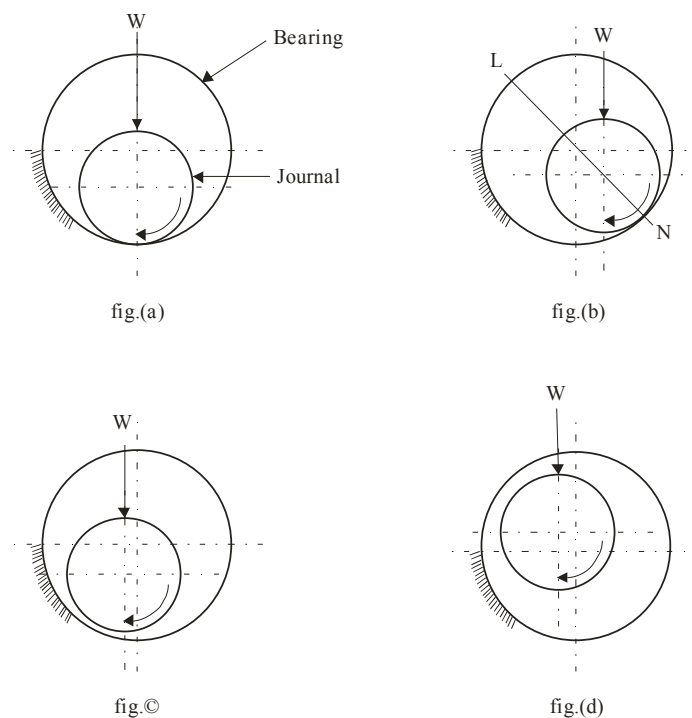 W
Bearing
Journal
fig.(a)
W
L
N
fig.(b)
W
fig.©
W
fig.(d)